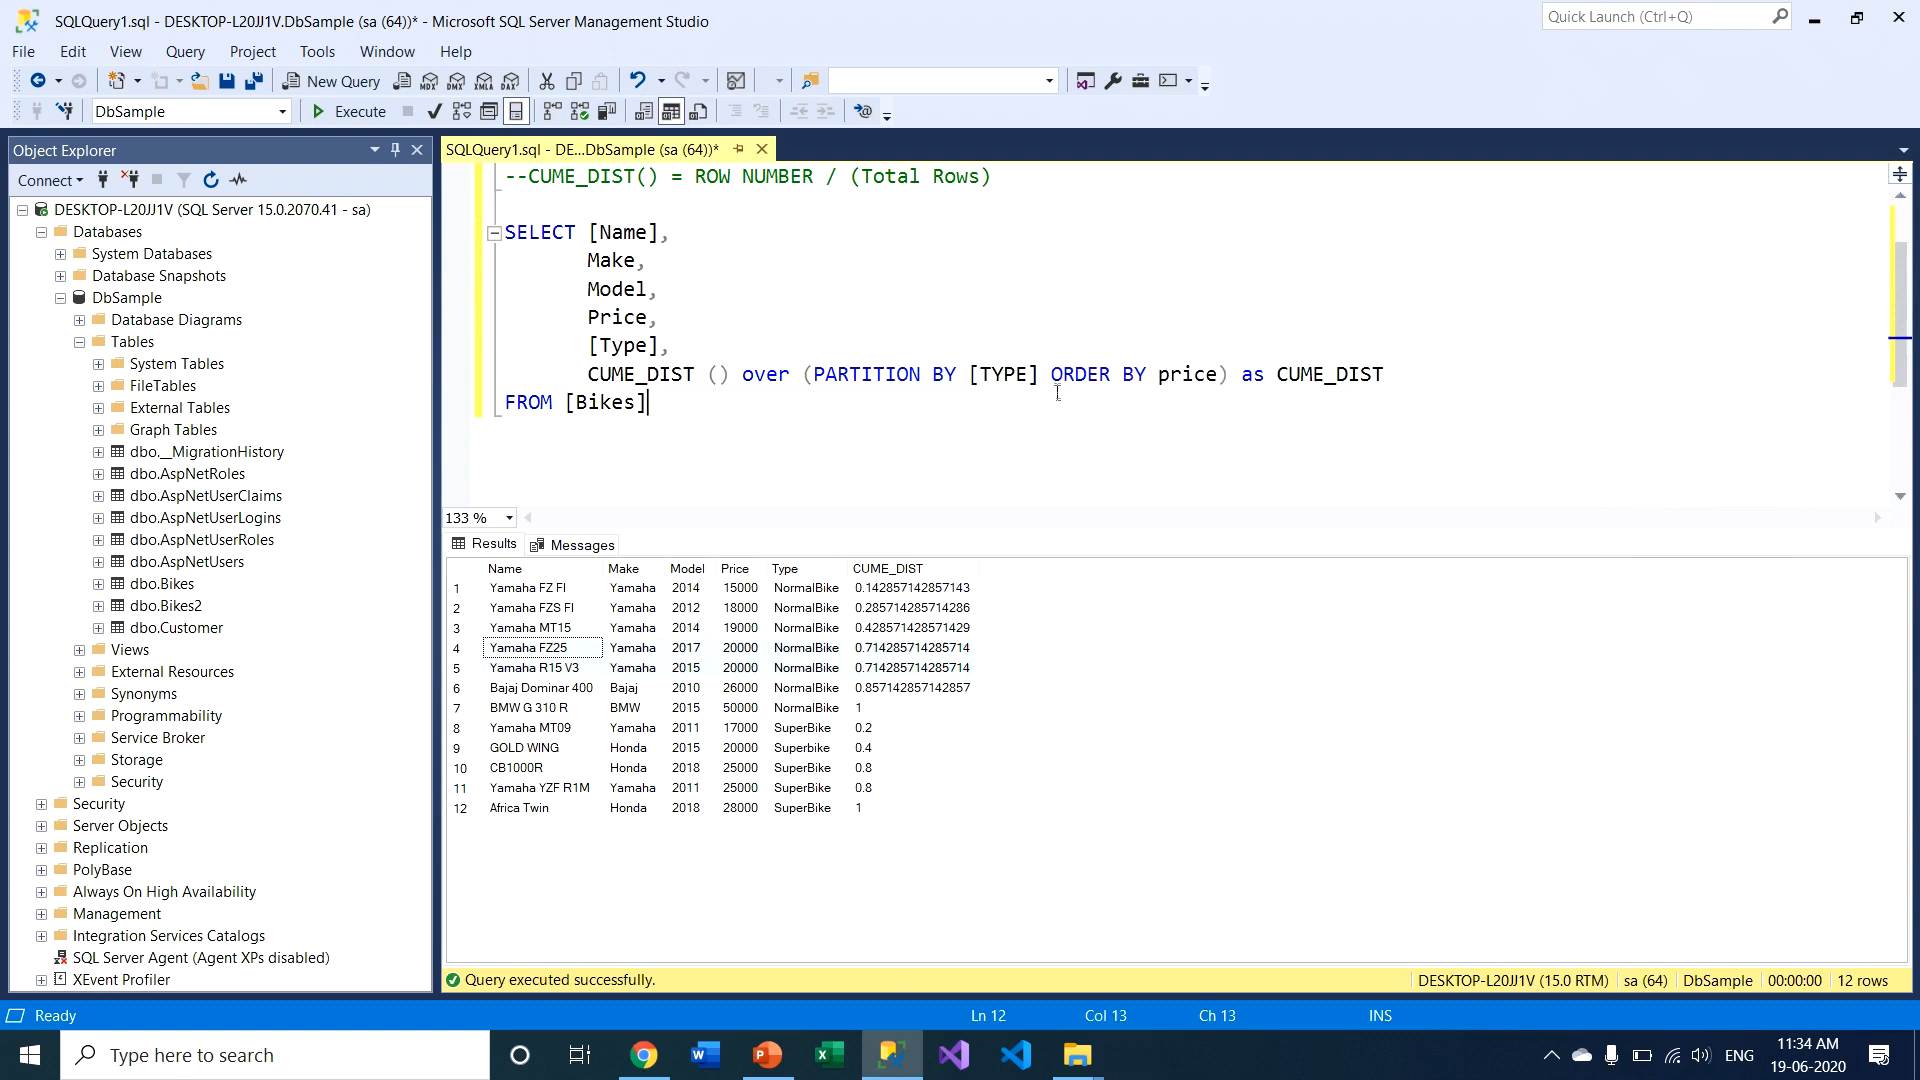 SQLQuery1.sql - DESKTOP-L20JJ1V.DbSample (sa (64))* - Microsoft SQL Server Management Studio
Quick Launch (Ctrl+Q)
File Edit View Query Project Tools Window Help
New Query MDX DMX XMLA DAX
DbSample Execute
Object Explorer
SQLQuery1.sql - DE...DbSample (sa (64))*
Connect
DESKTOP-L20JJ1V (SQL Server 15.0.2070.41 - sa)
Databases
System Databases
Database Snapshots
DbSample
Database Diagrams
Tables
System Tables
FileTables
External Tables
Graph Tables
dbo.__MigrationHistory
dbo.AspNetRoles
dbo.AspNetUserClaims
dbo.AspNetUserLogins
dbo.AspNetUserRoles
dbo.AspNetUsers
dbo.Bikes
dbo.Bikes2
dbo.Customer
Views
External Resources
Synonyms
Programmability
Service Broker
Storage
Security
Security
Server Objects
Replication
PolyBase
Always On High Availability
Management
Integration Services Catalogs
SQL Server Agent (Agent XPs disabled)
XEvent Profiler
--CUME_DIST() = ROW NUMBER / (Total Rows)
SELECT [Name],
Make,
Model,
Price,
[Type],
CUME_DIST () over (PARTITION BY [TYPE] ORDER BY price) as CUME_DIST
FROM [Bikes]
133 %
Results Messages
Name Make Model Price Type CUME_DIST
1 Yamaha FZ FI Yamaha 2014 15000 NormalBike 0.142857142857143
2 Yamaha FZS FI Yamaha 2012 18000 NormalBike 0.285714285714286
3 Yamaha MT15 Yamaha 2014 19000 NormalBike 0.428571428571429
4 Yamaha FZ25 Yamaha 2017 20000 NormalBike 0.714285714285714
5 Yamaha R15 V3 Yamaha 2015 20000 NormalBike 0.714285714285714
6 Bajaj Dominar 400 Bajaj 2010 26000 NormalBike 0.857142857142857
7 BMW G 310 R BMW 2015 50000 NormalBike 1
8 Yamaha MT09 Yamaha 2011 17000 SuperBike 0.2
9 GOLD WING Honda 2015 20000 Superbike 0.4
10 CB1000R Honda 2018 25000 SuperBike 0.8
11 Yamaha YZF R1M Yamaha 2011 25000 SuperBike 0.8
12 Africa Twin Honda 2018 28000 SuperBike 1
Query executed successfully. DESKTOP-L20JJ1V (15.0 RTM) sa (64) DbSample 00:00:00 12 rows
Ready Ln 12 Col 13 Ch 13 INS
Type here to search
ENG
11:34 AM
19-06-2020